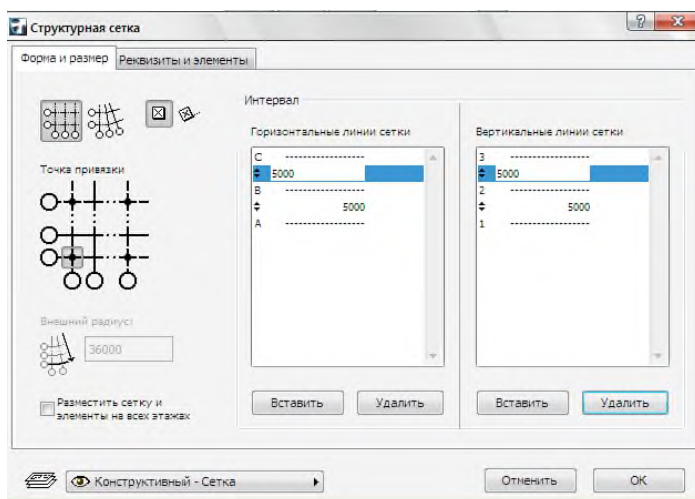 Структурная сетка
Форма и размер
Реквизиты и элементы
Точка привязки
Внешний радиус:
36000
Разместить сетку и
элементы на всех этажах
Интервал
Горизонтальные линии сетки
C ------------------
5000
B ------------------
5000
A ------------------
Вставить
Удалить
Вертикальные линии сетки
3 ------------------
5000
2 ------------------
5000
1 ------------------
Вставить
Удалить
Конструктивный - Сетка
Отменить
OK